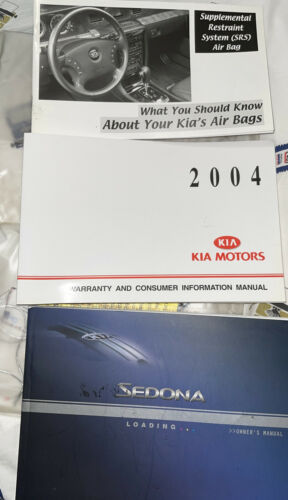 Supplemental
Restraint
System (SRS)
Air Bag
What You Should Know
About Your Kia's Air Bags
2004
KIA
KIA MOTORS
WARRANTY AND CONSUMER INFORMATION MANUAL
SEDONA
LOADING...
>>OWNER'S MANUAL